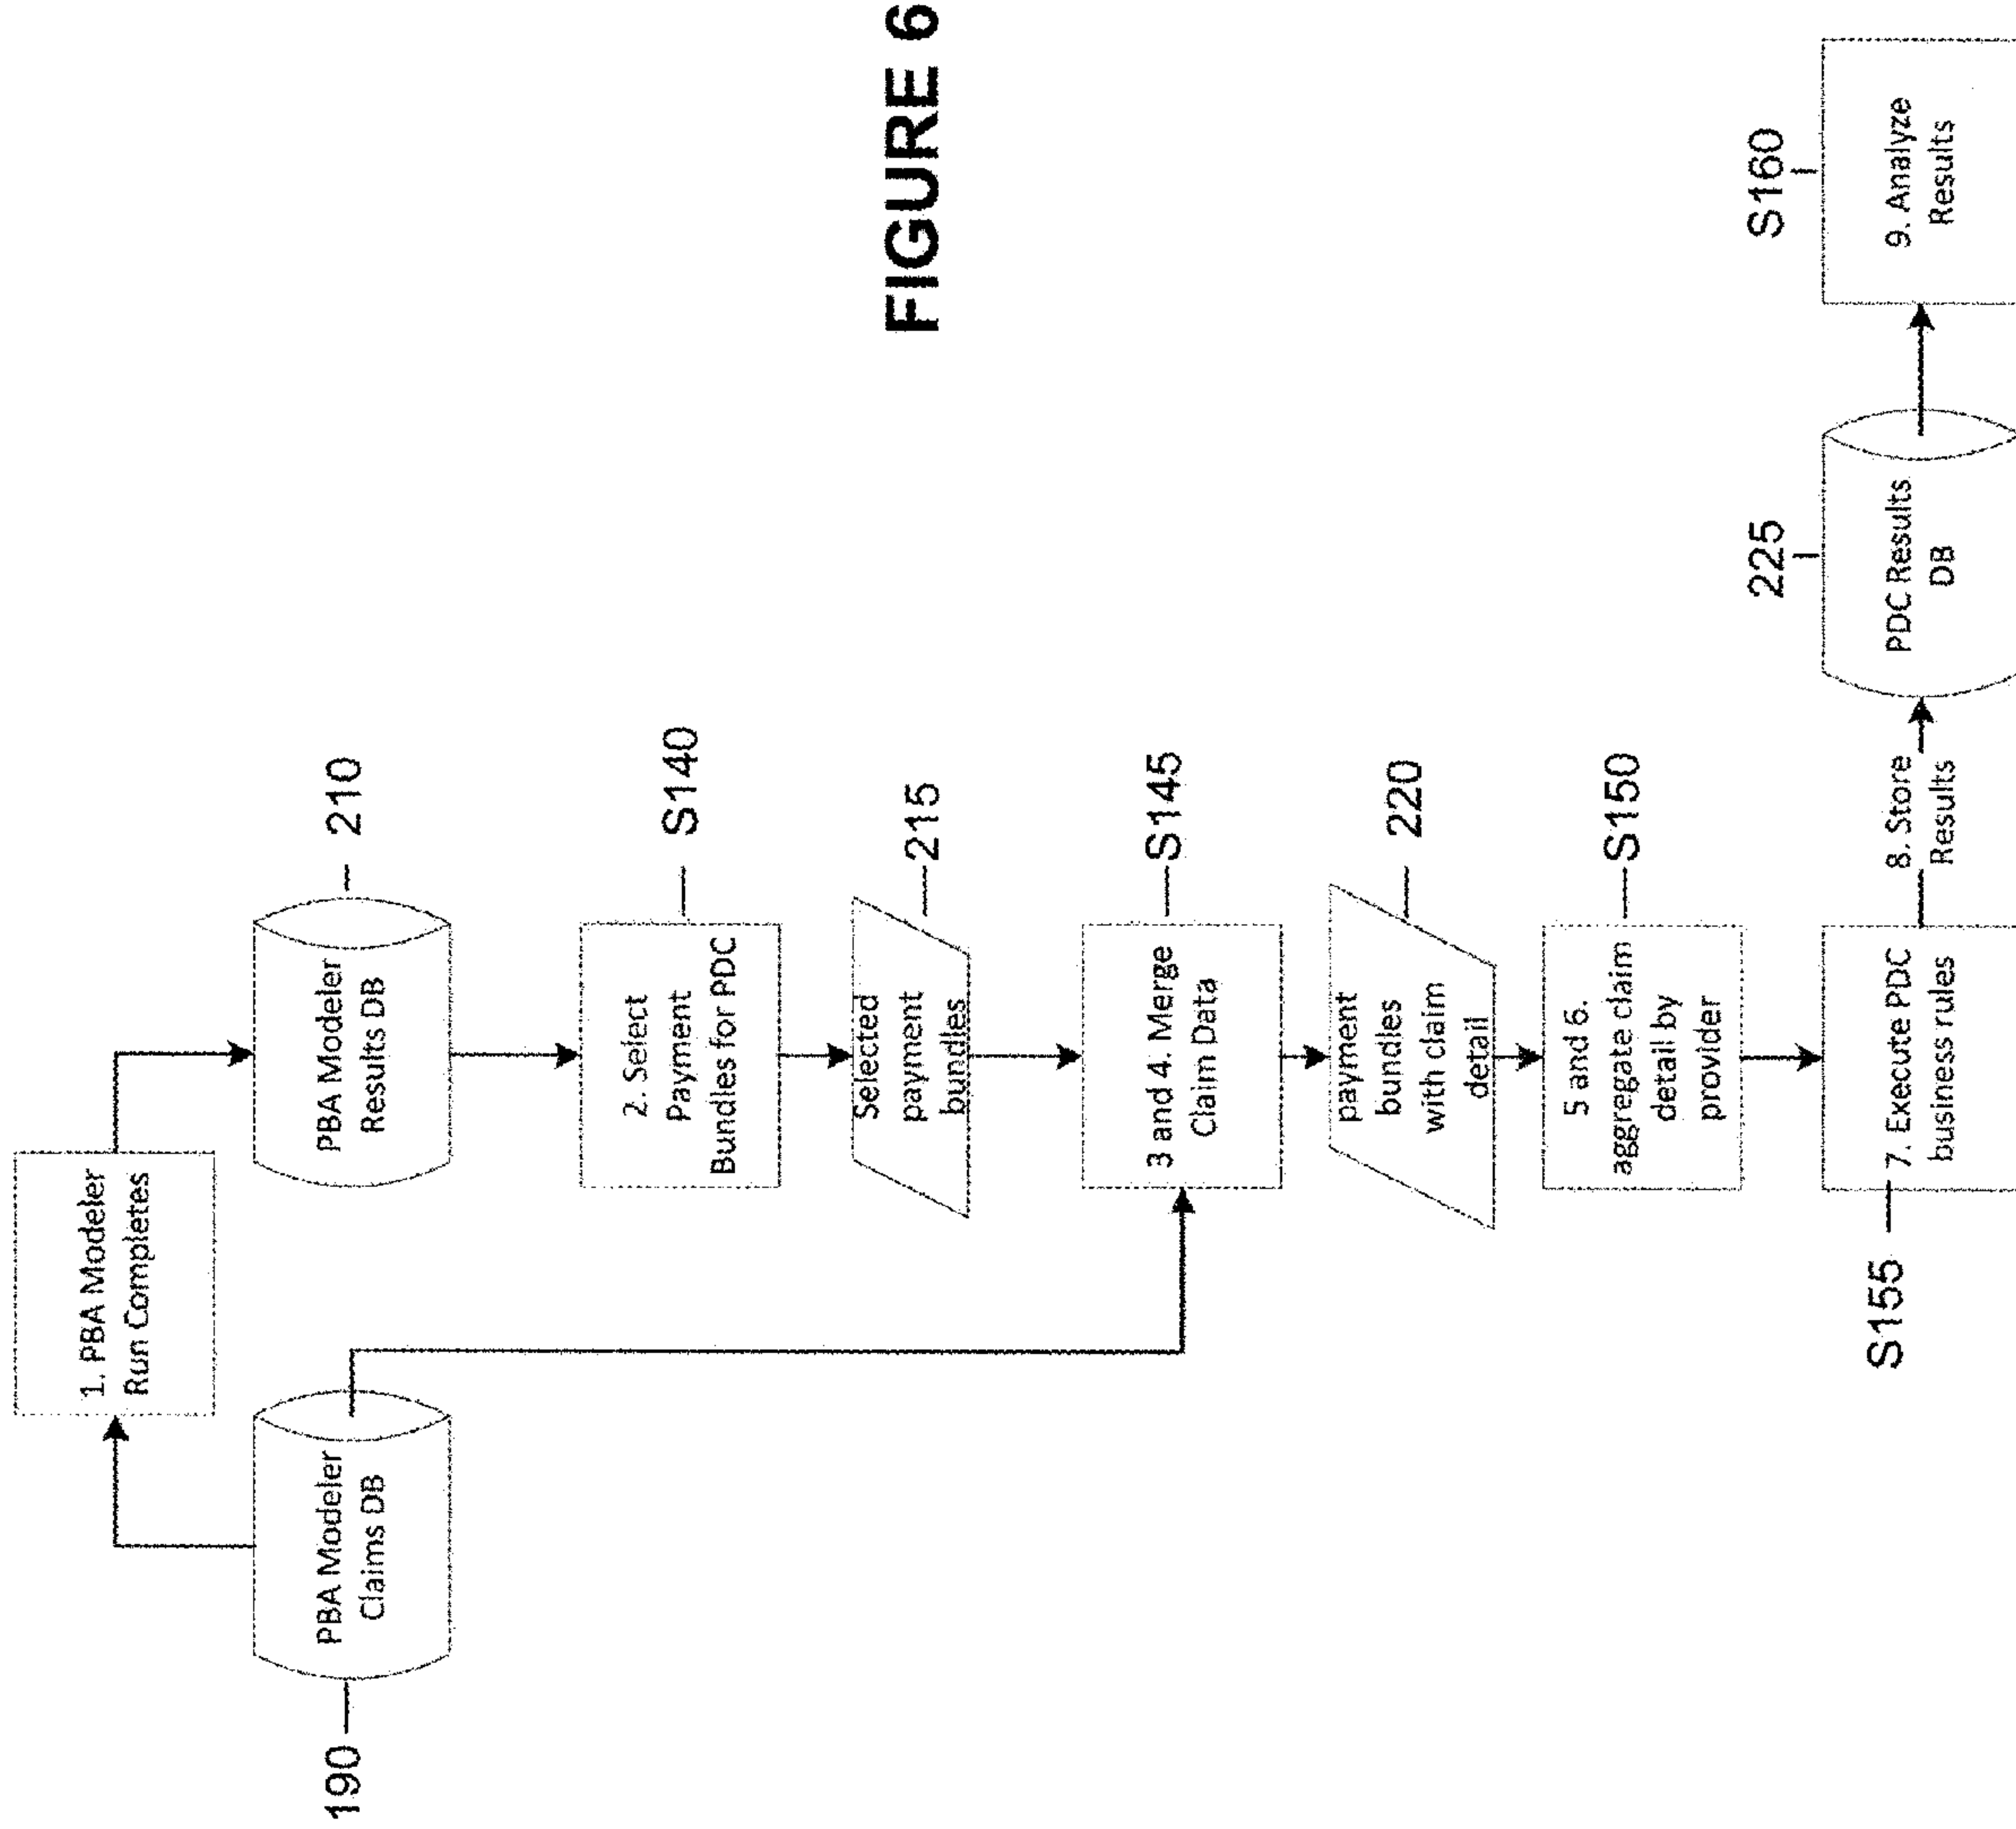 1. PBA Modeler
Run Completes
190
PBA Modeler
Claims DB
PBA Modeler
Results DB
210
2. Select
Payment
Bundles for PDC
S140
Selected
payment
bundles
215
3 and 4. Merge
Claim Data
S145
payment
bundles
with claim
detail
220
5 and 6.
aggregate claim
detail by
provider
S150
S155
7. Execute PDC
business rules
8. Store
Results
225
PDC Results
DB
S160
9. Analyze
Results
FIGURE 6